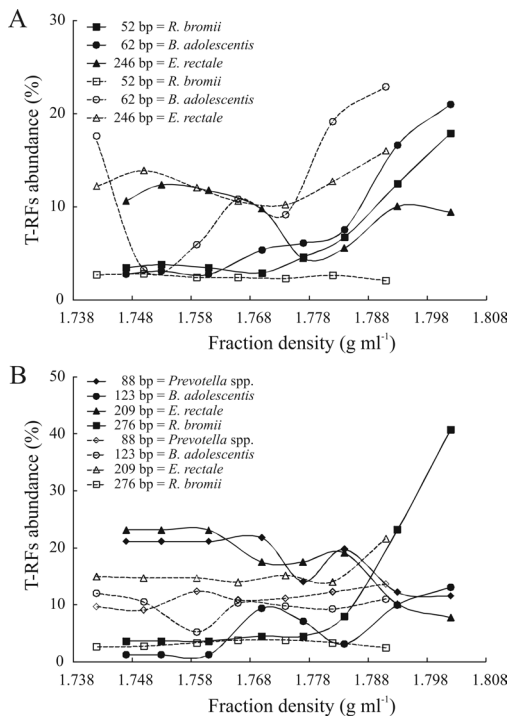 A
52 bp = R. bromii
62 bp = B. adolescentis
246 bp = E. rectale
52 bp = R. bromii
62 bp = B. adolescentis
246 bp = E. rectale
T-RFs abundance (%)
30
20
10
0
1.738 1.748 1.759 1.768 1.778 1.788 1.798 1.808
Fraction density (g ml-1)
B
88 bp = Prevotella spp.
123 bp = B. adolescentis
209 bp = E. rectale
276 bp = R. bromii
88 bp = Prevotella spp.
123 bp = B. adolescentis
209 bp = E. rectale
276 bp = R. bromii
T-RFs abundance (%)
50
40
30
20
10
0
1.738 1.748 1.759 1.768 1.778 1.788 1.798 1.808
Fraction density (g ml-1)